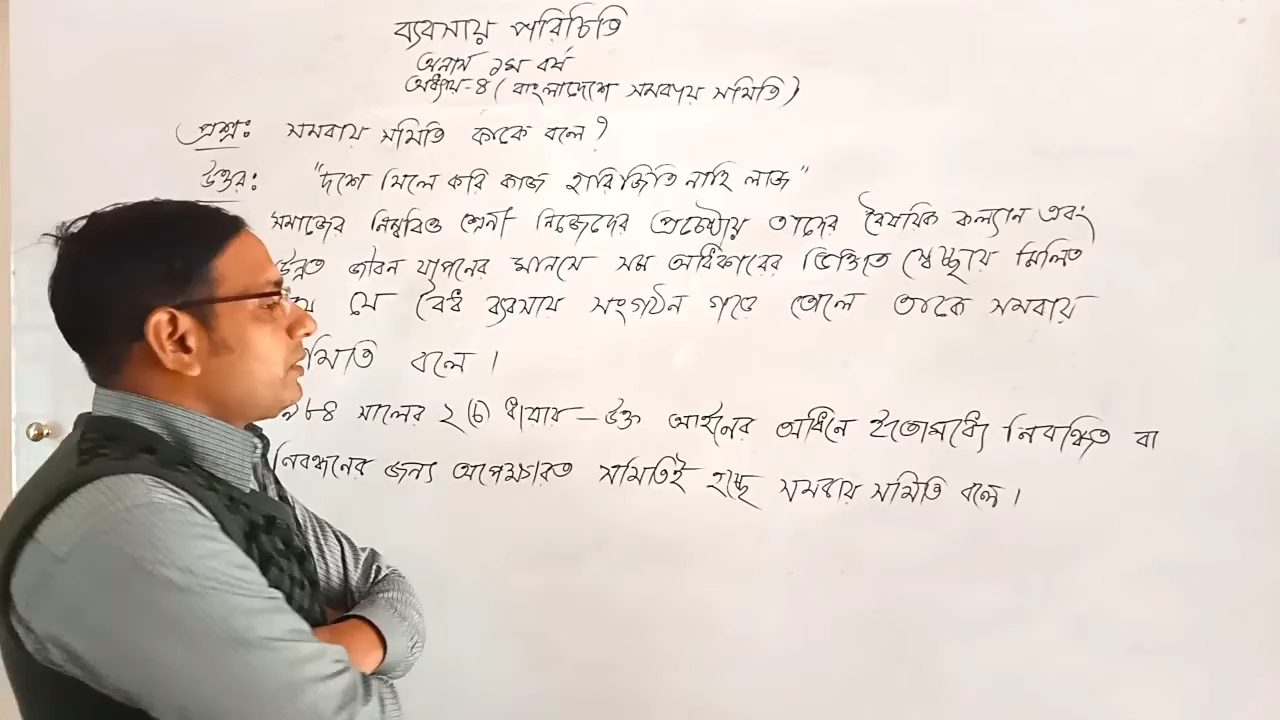 ব্যবসায় পরিচিতি
অনার্স ১ম বর্ষ
অধ্যায়-৪ (বাংলাদেশে সমবায় সমিতি)
প্রশ্ন: সমবায় সমিতি কাকে বলে?
উত্তর: "দশে মিলে করি কাজ হারি জিতি নাহি লাজ"
সমাজের নিম্নবিত্ত শ্রেনী নিজেদের প্রচেষ্টায় তাদের বৈষয়িক কল্যান এবং
উন্নত জীবন যাপনের মানসে সম অধিকারের ভিত্তিতে স্বেচ্ছায় মিলিত
যে বৈধ ব্যবসায় সংগঠন গড়ে তোলে তাকে সমবায়
মিতি বলে।
৮৪ সালের ২(চ) ধারায় – উক্ত আইনের অধিনে ইতোমধ্যে নিবন্ধিত বা
নিবন্ধনের জন্য অপেক্ষারত সমিতিই হচ্ছে সমবায় সমিতি বলে।